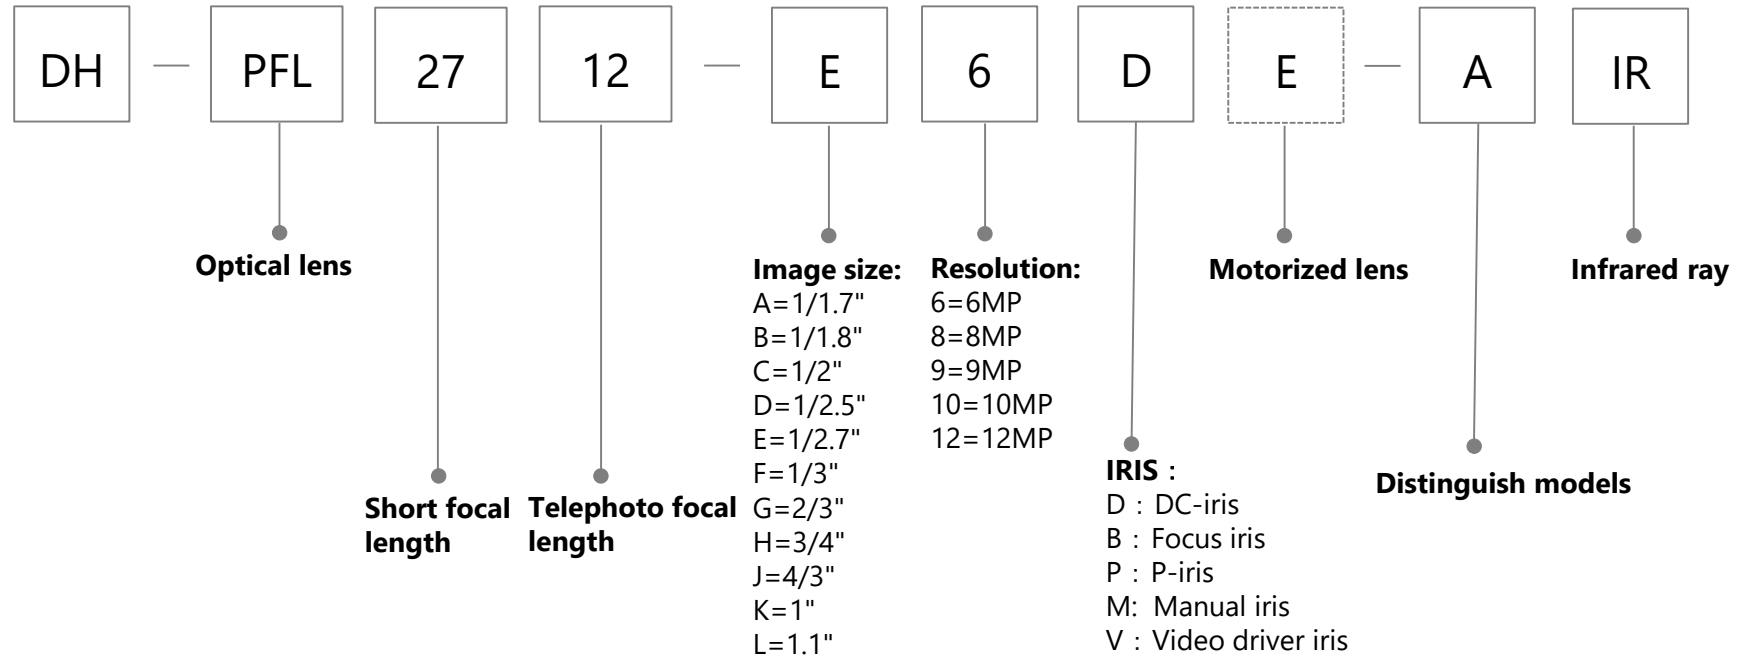 DH — PFL 27 12 — E 6 D E — A IR
Optical lens
Short focal
length
Telephoto focal
length
Image size:
A=1/1.7"
B=1/1.8"
C=1/2"
D=1/2.5"
E=1/2.7"
F=1/3"
G=2/3"
H=3/4"
J=4/3"
K=1"
L=1.1"
Resolution:
6=6MP
8=8MP
9=9MP
10=10MP
12=12MP
IRIS：
D：DC-iris
B：Focus iris
P：P-iris
M: Manual iris
V：Video driver iris
Motorized lens
Distinguish models
Infrared ray